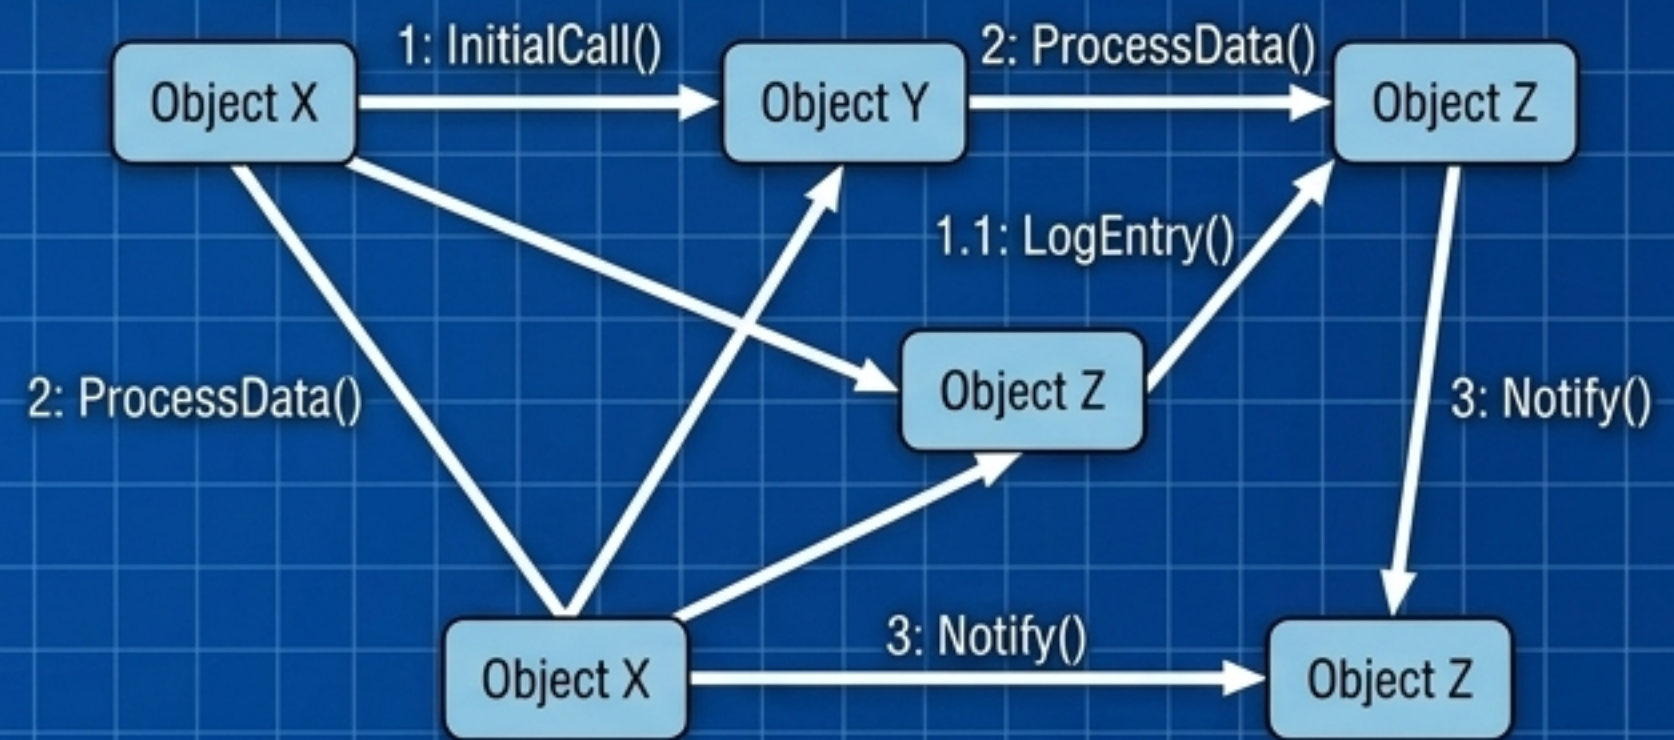 1: InitialCall()
2: ProcessData()
Object X
Object Y
Object Z
1.1: LogEntry()
2: ProcessData()
Object Z
3: Notify()
3: Notify()
Object X
Object Z